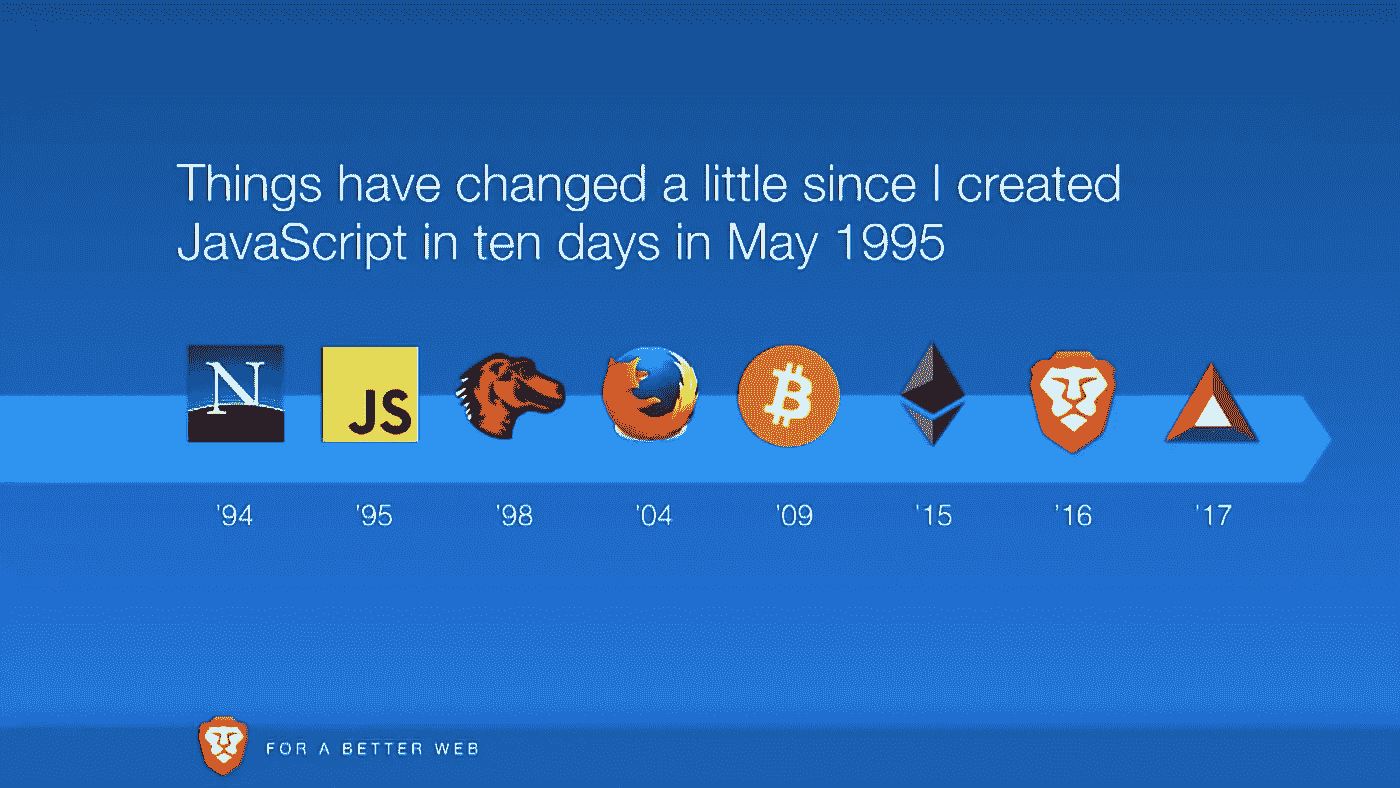 Things have changed a little since I created
JavaScript in ten days in May 1995
N
JS
'94 '95 '98 '04 '09 '15 '16 '17
FOR A BETTER WEB